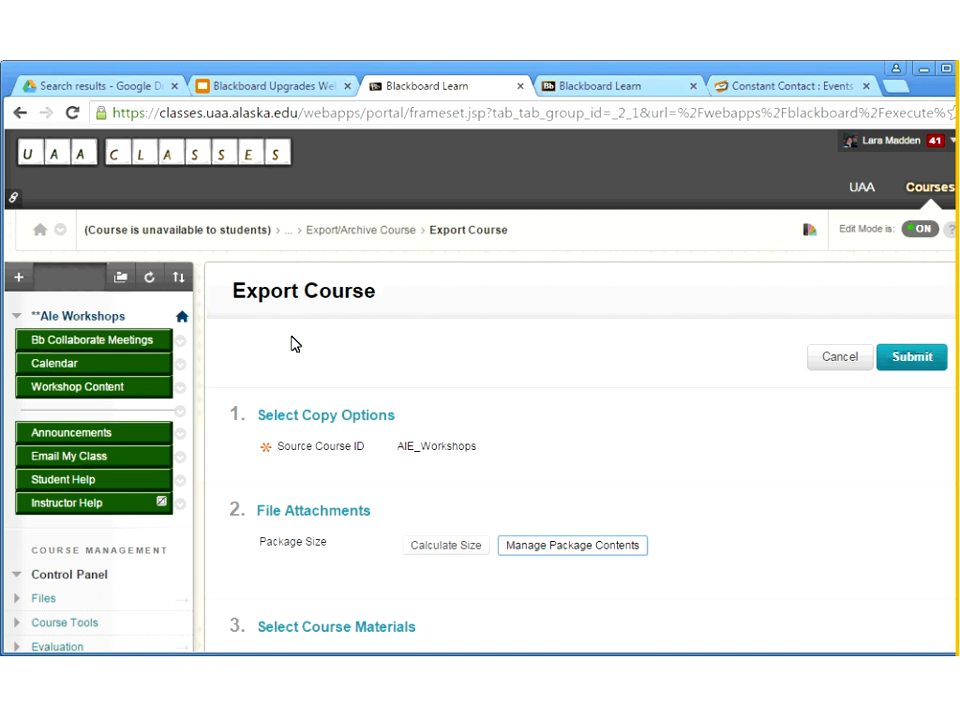 Search results - Google D
Blackboard Upgrades We
Blackboard Learn
Blackboard Learn
Constant Contact : Events
https://classes.uaa.alaska.edu/webapps/portal/frameset.jsp?tab_tab_group_id=_2_1&url=%2Fwebapps%2Fblackboard%2Fexecute%
UAA CLASSES
Lara Madden 41
UAA Courses
(Course is unavailable to students) > ... > Export/Archive Course > Export Course
Edit Mode is: ON ?
**AIe Workshops
Bb Collaborate Meetings
Calendar
Workshop Content
Announcements
Email My Class
Student Help
Instructor Help
COURSE MANAGEMENT
Control Panel
Files
Course Tools
Evaluation
Export Course
Cancel Submit
1. Select Copy Options
Source Course ID AIE_Workshops
2. File Attachments
Package Size Calculate Size Manage Package Contents
3. Select Course Materials